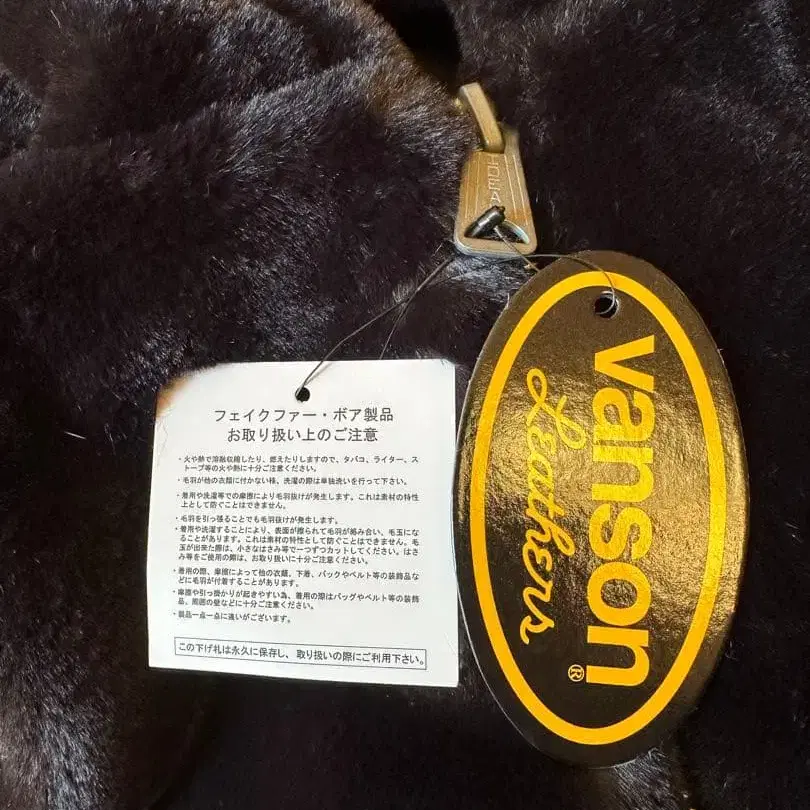 フェイクファー・ボア製品
お取り扱い上のご注意
・火や熱で溶融収縮したり、燃えたりしますので、タバコ、ライター、ス
トーブ等の火や熱に十分ご注意ください。
・毛羽が他の衣類に付かない様、洗濯の際は単独洗いを行って下さい。
・着用や洗濯等での摩擦により毛羽抜けが発生します。これは素材の特性
上として防ぐことはできません。
・毛羽を引っ張ることでも毛羽抜けが発生します。
・着用や洗濯することにより、表面が擦られて毛羽が絡み合い、毛玉にな
ることがあります。これは素材の特性として防ぐことはできません。毛
玉が出来た際は、小さなはさみ等で一つずつカットしてください。はさ
み等をご使用の際は、お取扱いに十分ご注意ください。
・着用の際、摩擦によって他の衣類、下着、バックやベルト等の装飾品な
どに毛羽が付着することがあります。
・摩擦や引っ掛かりが起きやすい為、着用の際はバッグやベルト等の装飾
品、周囲の壁などに十分ご注意ください。
・製品一点一点に違いがございます。
この下げ札は永久に保存し、取り扱いの際にご利用下さい。
vanson
Leathers
®